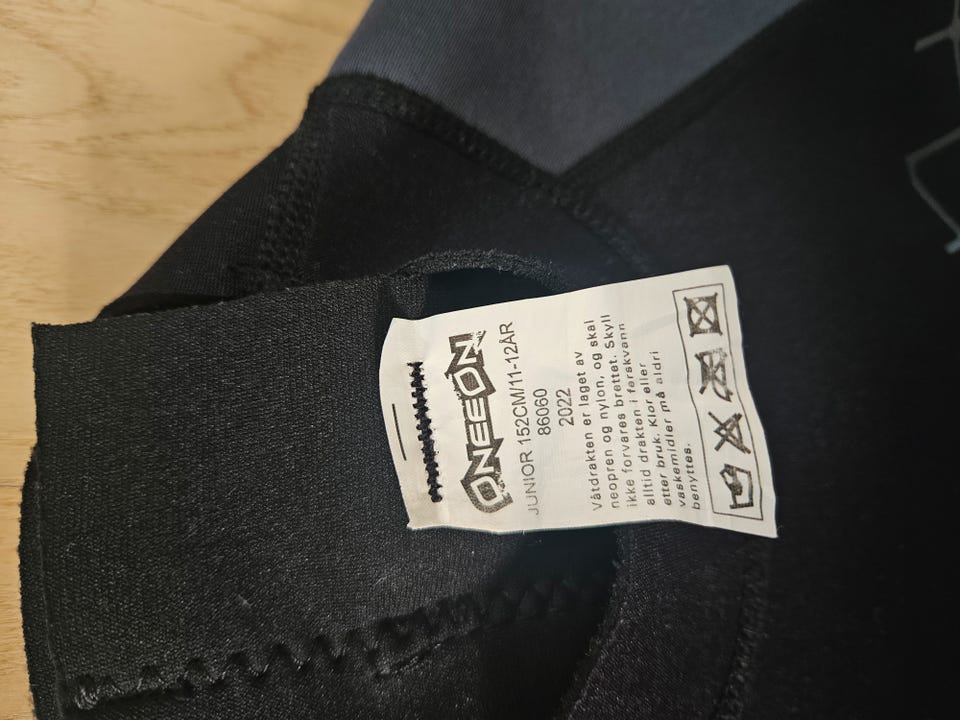 ONEEON
JUNIOR 152CM/11-12ÅR
86060
2022
Våtdrakten er laget av
neopren og nylon, og skal
ikke forvares brettet. Skyll
alltid drakten i ferskvann
etter bruk. Klor eller
vaskemidler må aldri
benyttes.